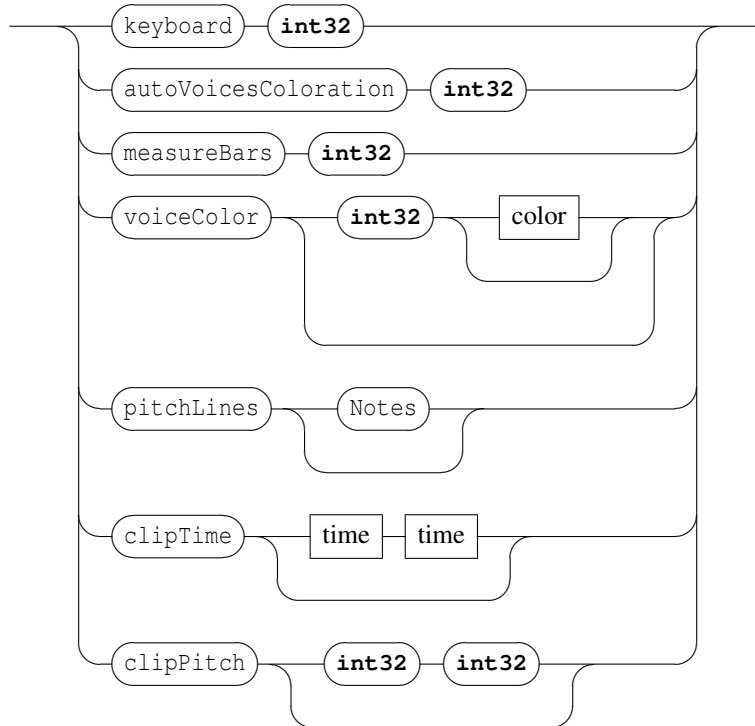 keyboard int32
autoVoicesColoration int32
measureBars int32
voiceColor int32 color
pitchLines Notes
clipTime time time
clipPitch int32 int32